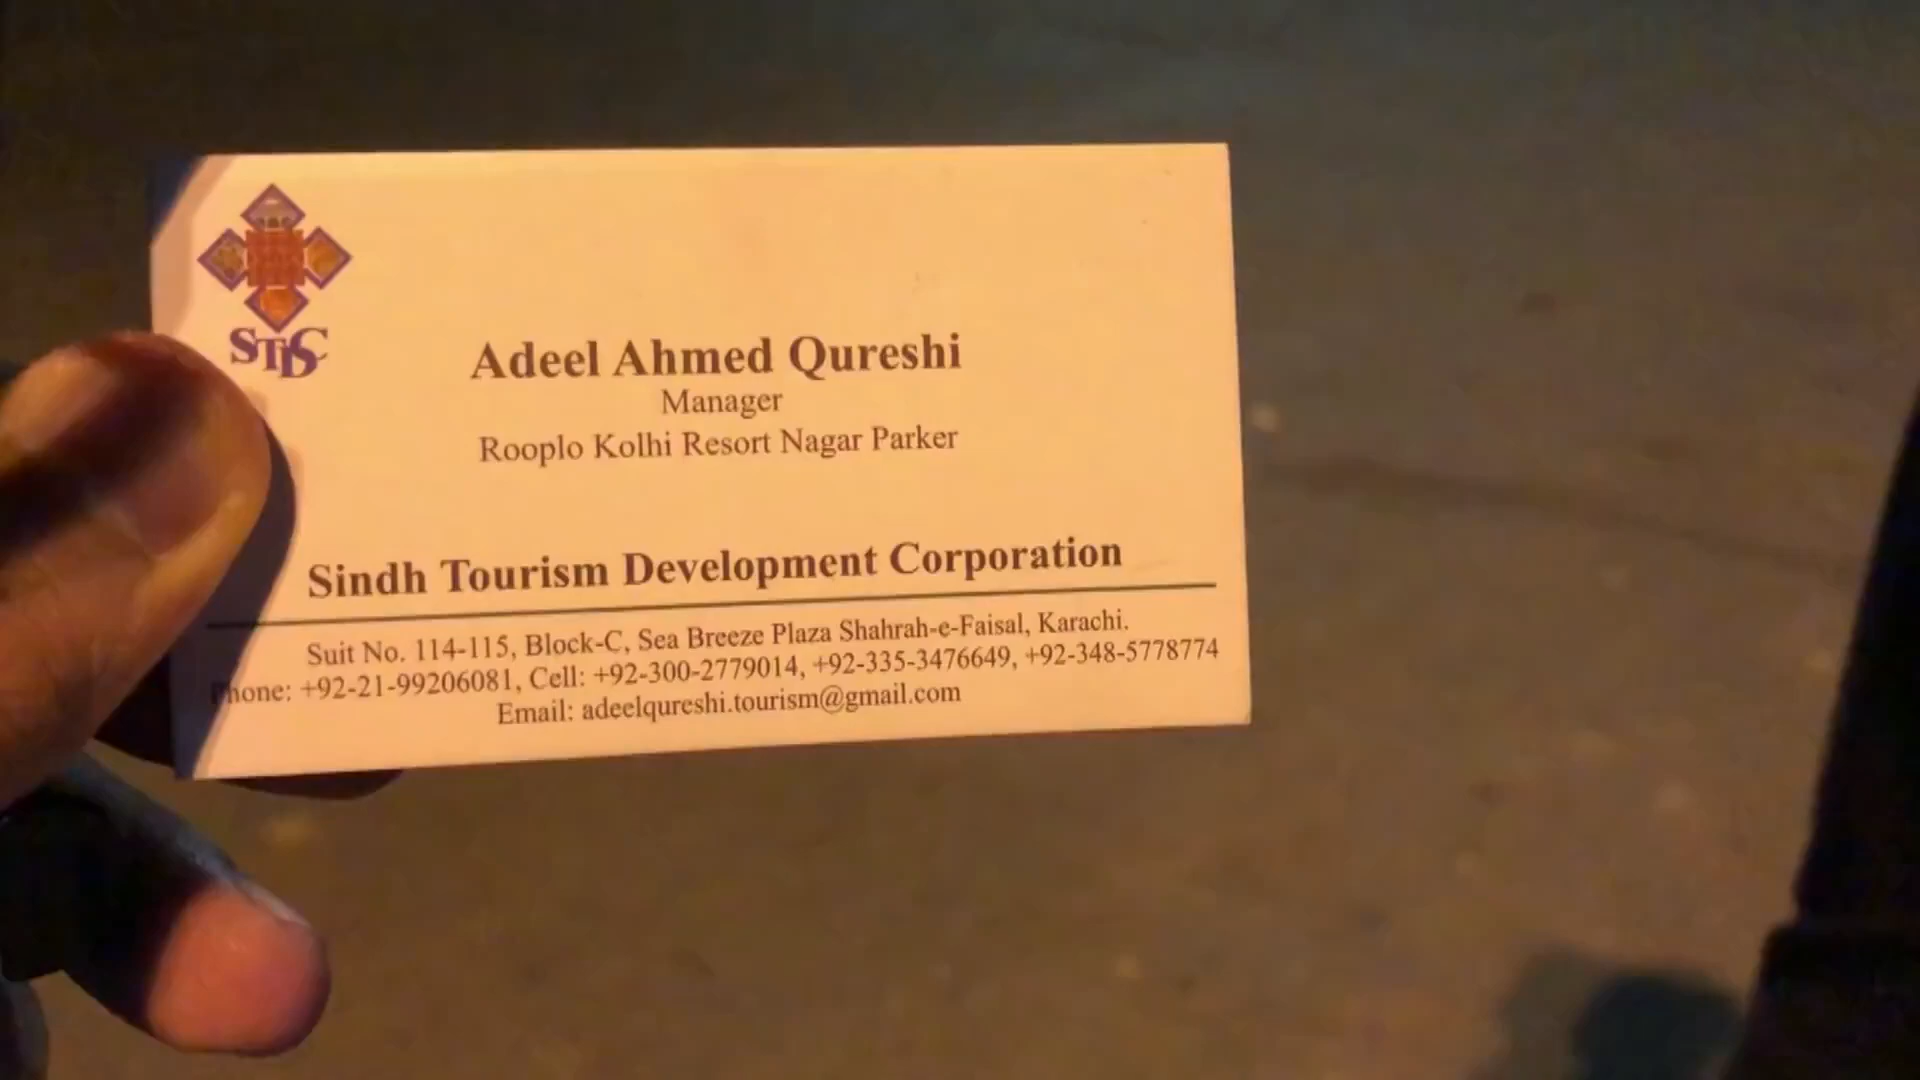 STDC
Adeel Ahmed Qureshi
Manager
Rooplo Kolhi Resort Nagar Parker
Sindh Tourism Development Corporation
Suit No. 114-115, Block-C, Sea Breeze Plaza Shahrah-e-Faisal, Karachi.
Phone: +92-21-99206081, Cell: +92-300-2779014, +92-335-3476649, +92-348-5778774
Email: adeelqureshi.tourism@gmail.com